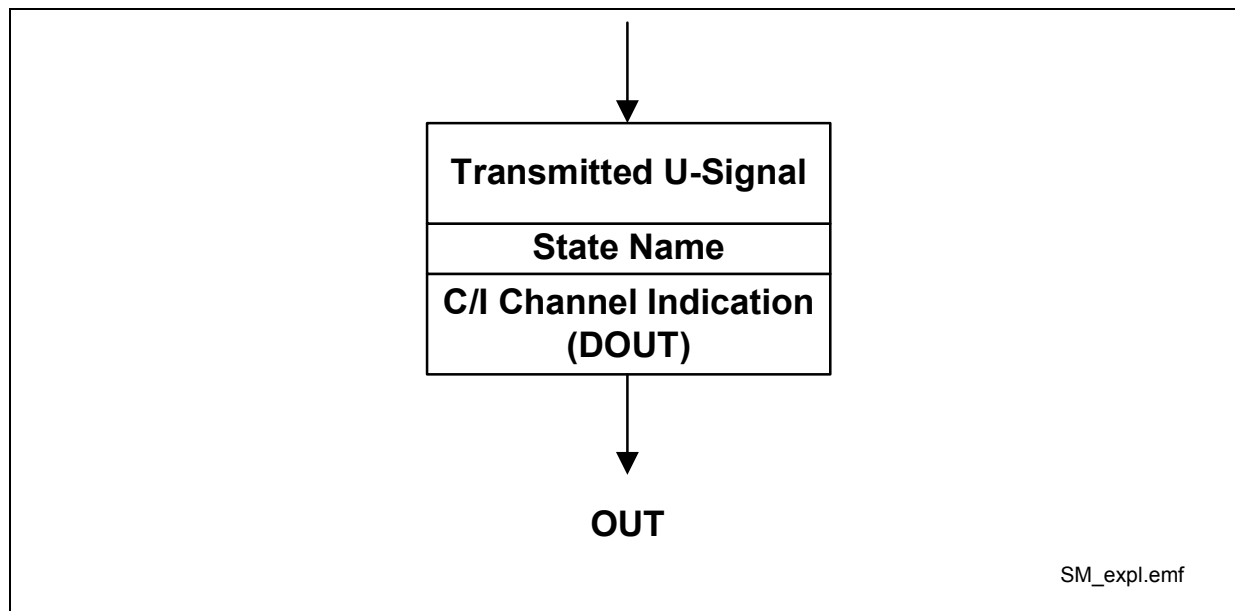 Transmitted U-Signal
State Name
C/I Channel Indication
(DOUT)
OUT
SM_expl.emf